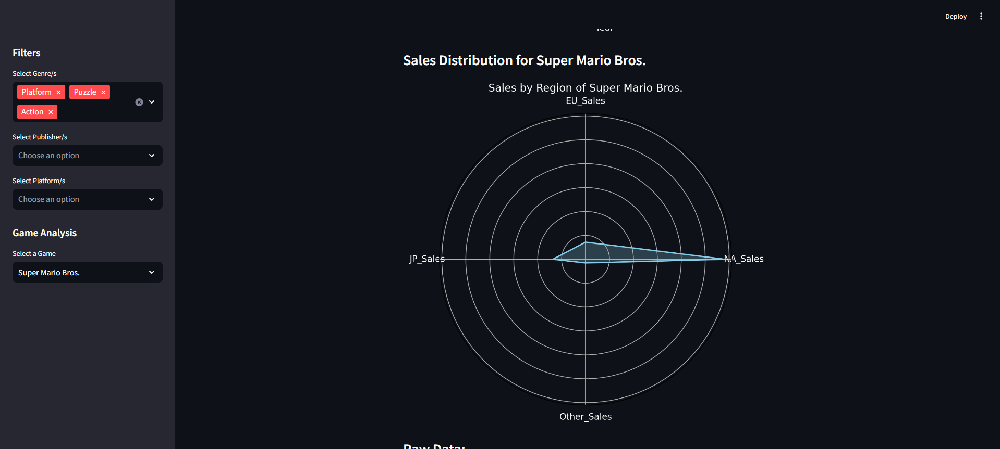 Deploy
Filters
Select Genre/s
Platform × Puzzle ×
Action ×
Select Publisher/s
Choose an option
Select Platform/s
Choose an option
Game Analysis
Select a Game
Super Mario Bros.
Year
Sales Distribution for Super Mario Bros.
Sales by Region of Super Mario Bros.
EU_Sales
JP_Sales
NA_Sales
Other_Sales
Raw Data: